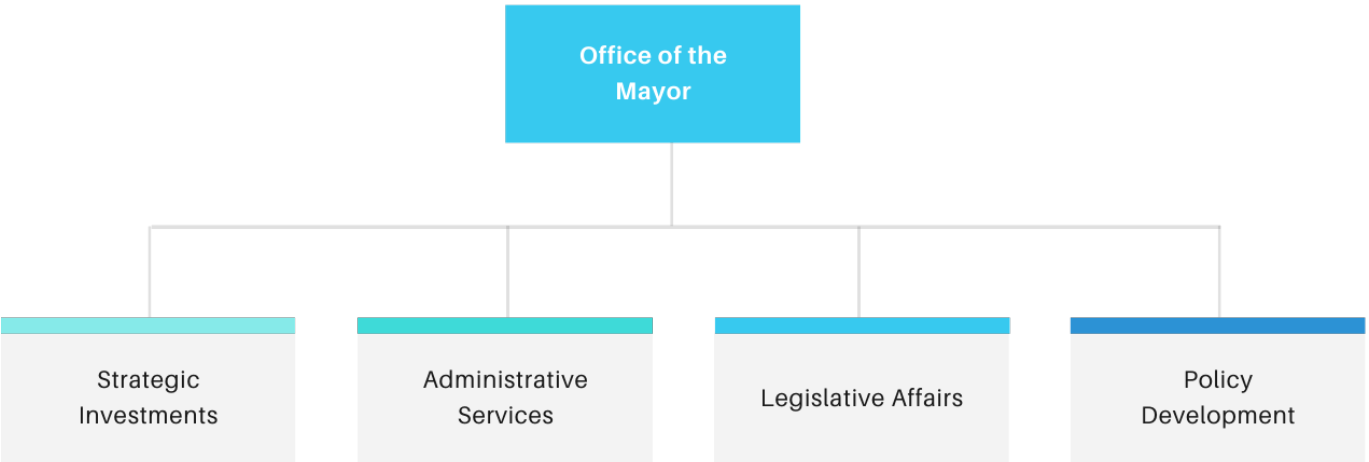 Office of the
Mayor
Strategic
Investments
Administrative
Services
Legislative Affairs
Policy
Development